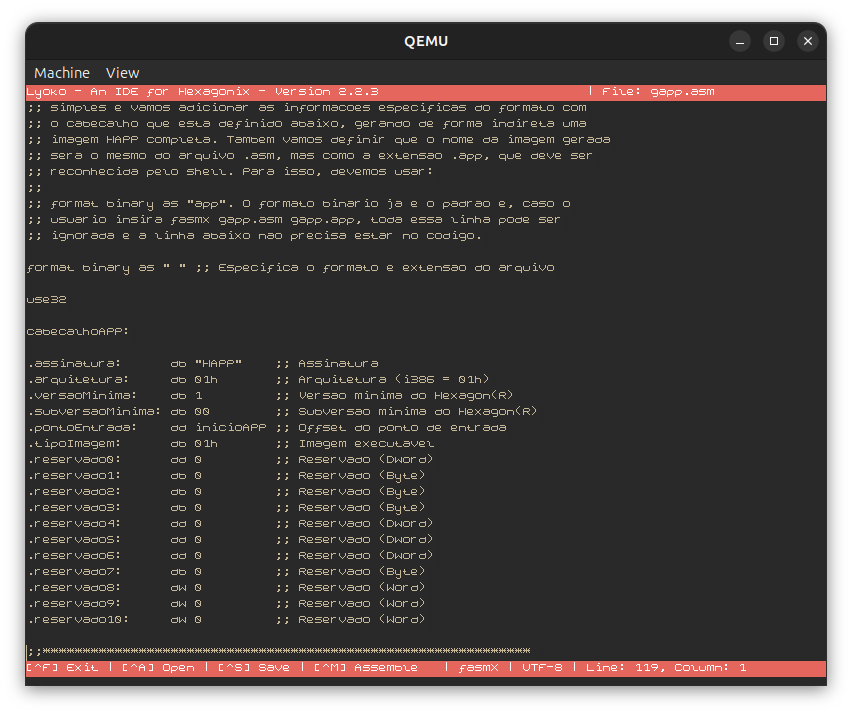 QEMU
Machine View
Lyoko - An IDE for Hexagonix - Version 2.2.3 | File: gapp.asm
;; simples e vamos adicionar as informacoes especificas do formato com
;; o cabecalho que esta definido abaixo, gerando de forma indireta uma
;; imagem HAPP completa. Tambem vamos definir que o nome da imagem gerada
;; sera o mesmo do arquivo .asm, mas como a extensao .app, que deve ser
;; reconhecida pelo shell. Para isso, devemos usar:
;;
;; format binary as "app". O formato binario ja e o padrao e, caso o
;; usuario insira fasmx gapp.asm gapp.app, toda essa linha pode ser
;; ignorada e a linha abaixo nao precisa estar no codigo.
format binary as " " ;; Especifica o formato e extensao do arquivo
use32
cabecalhoAPP:
.assinatura: db "HAPP" ;; Assinatura
.arquitetura: db 01h ;; Arquitetura (i386 = 01h)
.versaoMinima: db 1 ;; Versao minima do Hexagon(R)
.subversaoMinima: db 00 ;; Subversao minima do Hexagon(R)
.pontoEntrada: dd inicioAPP ;; Offset do ponto de entrada
.tipoImagem: db 01h ;; Imagem executavel
.reservado0: dd 0 ;; Reservado (Dword)
.reservado1: db 0 ;; Reservado (Byte)
.reservado2: db 0 ;; Reservado (Byte)
.reservado3: db 0 ;; Reservado (Byte)
.reservado4: dd 0 ;; Reservado (Dword)
.reservado5: dd 0 ;; Reservado (Dword)
.reservado6: dd 0 ;; Reservado (Dword)
.reservado7: db 0 ;; Reservado (Byte)
.reservado8: dw 0 ;; Reservado (Word)
.reservado9: dw 0 ;; Reservado (Word)
.reservado10: dw 0 ;; Reservado (Word)
;;*************************************************************
[^F] Exit | [^A] Open | [^S] Save | [^M] Assemble | fasmX | UTF-8 | Line: 119, Column: 1